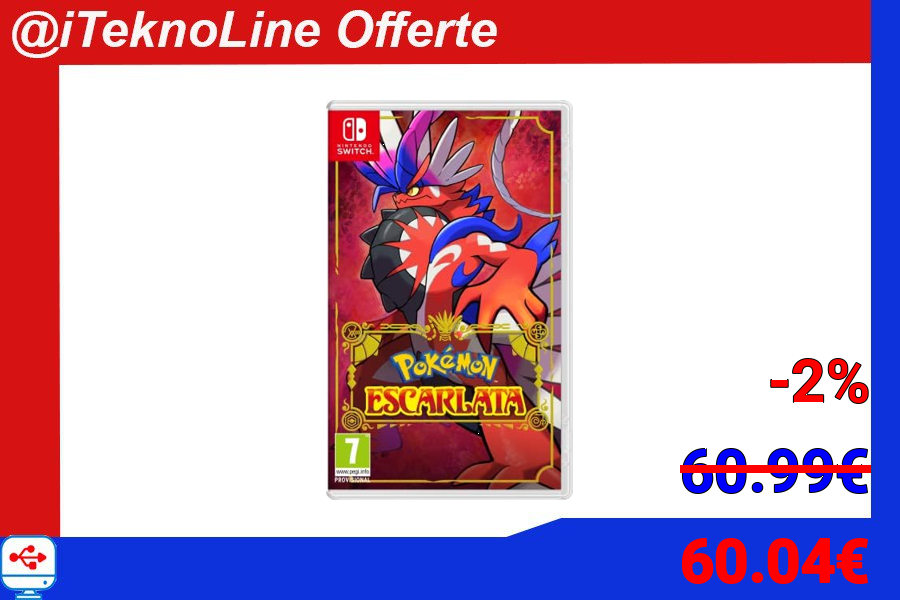 @iTeknoLine Offerte
NINTENDO
SWITCH.
POKéMON
ESCARLATA
7
www.pegi.info
PROVISIONAL
-2%
60.99€
60.04€